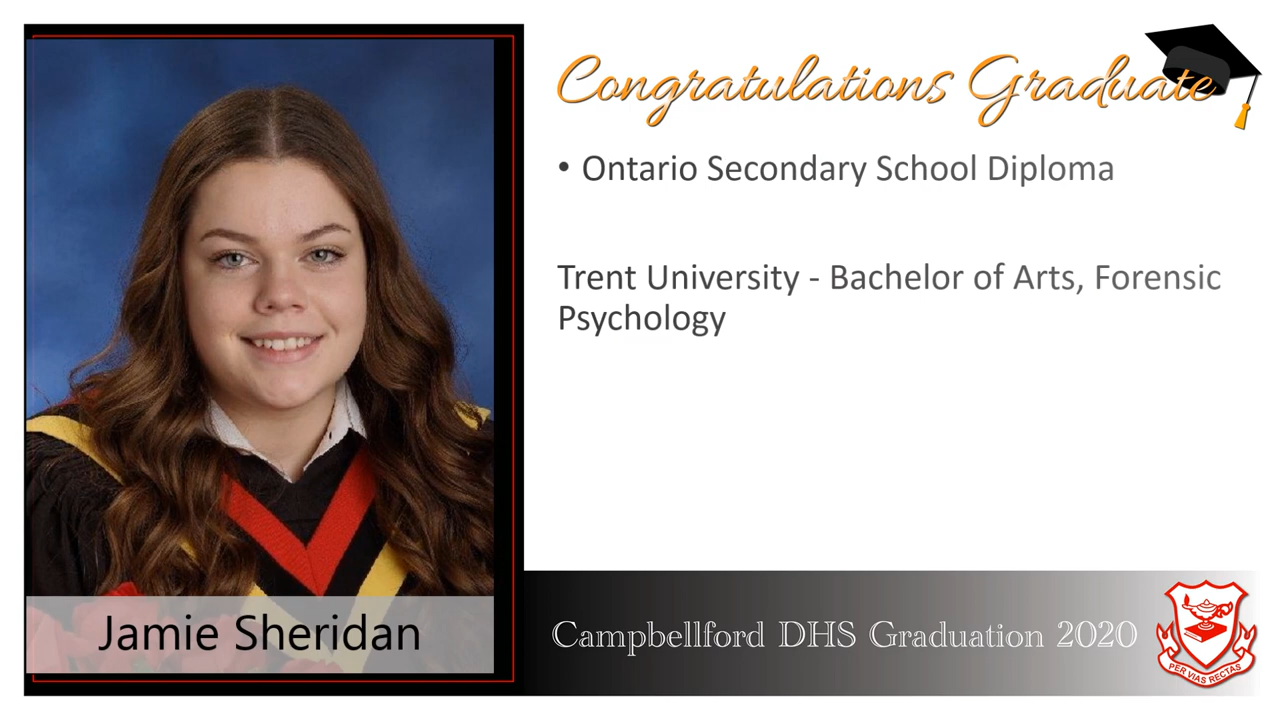 Congratulations Graduate
• Ontario Secondary School Diploma
Trent University - Bachelor of Arts, Forensic
Psychology
Jamie Sheridan
Campbellford DHS Graduation 2020
PER VIAS RECTAS